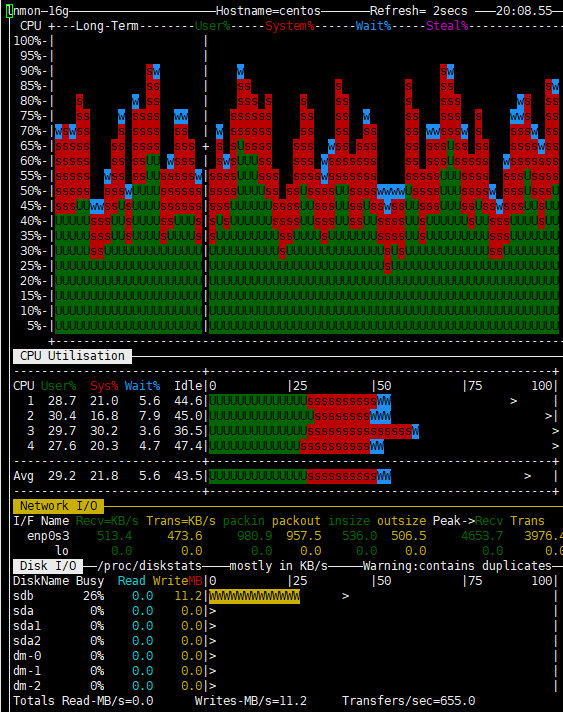 nmon─16g Hostname=centos Refresh= 2secs 20:08.55
CPU +---Long-Term User% System% Wait% Steal%
100%-|
95%-|
90%-|
85%-|
80%-|
75%-|
70%-|
65%-|
60%-|
55%-|
50%-|
45%-|
40%-|
35%-|
30%-|
25%-|
20%-|
15%-|
10%-|
5%-|
CPU Utilisation
CPU User% Sys% Wait% Idle|0 |25 |50 |75 100|
1 28.7 21.0 5.6 44.6|UUUUUUUUUUUUUUssssssssssWW >
2 30.4 16.8 7.9 45.0|UUUUUUUUUUUUUUUssssssssWWW >|
3 29.7 30.2 3.6 36.5|UUUUUUUUUUUUUUsssssssssssssssW >
4 27.6 20.3 4.7 47.4|UUUUUUUUUUUUUssssssssssWW >
Avg 29.2 21.8 5.6 43.5|UUUUUUUUUUUUUUssssssssssWW >
Network I/O
I/F Name Recv=KB/s Trans=KB/s packin packout insize outsize Peak->Recv Trans
enp0s3 513.4 473.6 980.9 957.5 536.0 506.5 4653.7 3976.4
lo 0.0 0.0 0.0 0.0 0.0 0.0 0.0 0.0
Disk I/O /proc/diskstats mostly in KB/s Warning:contains duplicates
DiskName Busy Read WriteMB|0 |25 |50 |75 100|
sdb 26% 0.0 11.2|WWWWWWWWWWWWW >
sda 0% 0.0 0.0|>
sda1 0% 0.0 0.0|>
sda2 0% 0.0 0.0|>
dm-0 0% 0.0 0.0|>
dm-1 0% 0.0 0.0|>
dm-2 0% 0.0 0.0|>
Totals Read-MB/s=0.0 Writes-MB/s=11.2 Transfers/sec=655.0